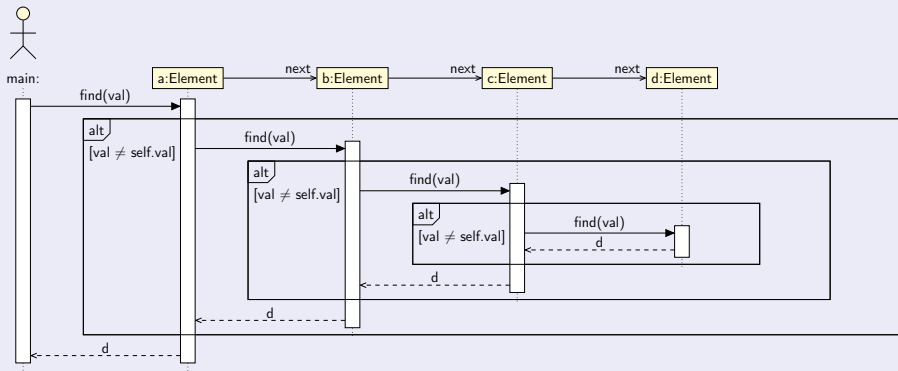 main:
a:Element
next
b:Element
next
c:Element
next
d:Element
find(val)
alt
[val ≠ self.val]
find(val)
alt
[val ≠ self.val]
find(val)
alt
[val ≠ self.val]
find(val)
d
d
d
d